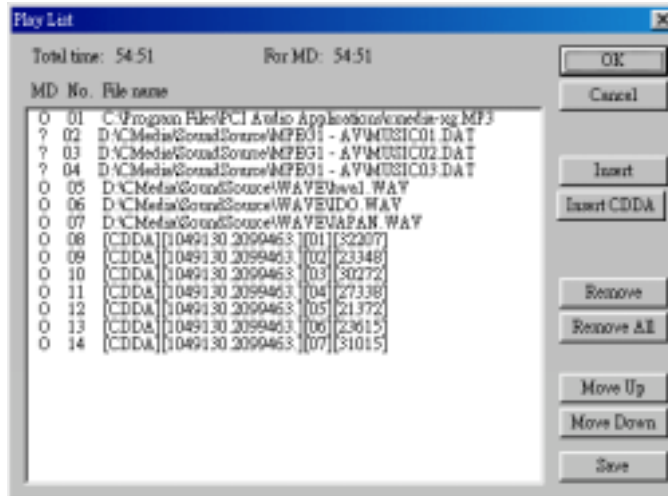 Play List
Total time: 54:51 For MD: 54:51
MD No. File name
O 01 C:\Program Files\PCI Audio Applications\cmedia-xg.MP3
? 02 D:\CMedia\SoundSource\MPEG1 - AV\MUSIC01.DAT
? 03 D:\CMedia\SoundSource\MPEG1 - AV\MUSIC02.DAT
? 04 D:\CMedia\SoundSource\MPEG1 - AV\MUSIC03.DAT
O 05 D:\CMedia\SoundSource\WAVE\hwa1.WAV
O 06 D:\CMedia\SoundSource\WAVE\IDO.WAV
O 07 D:\CMedia\SoundSource\WAVE\JAPAN.WAV
O 08 [CDDA][1049130.2099463.][01][32207]
O 09 [CDDA][1049130.2099463.][02][23348]
O 10 [CDDA][1049130.2099463.][03][30272]
O 11 [CDDA][1049130.2099463.][04][27338]
O 12 [CDDA][1049130.2099463.][05][21372]
O 13 [CDDA][1049130.2099463.][06][23615]
O 14 [CDDA][1049130.2099463.][07][31015]
OK
Cancel
Insert
Insert CDDA
Remove
Remove All
Move Up
Move Down
Save